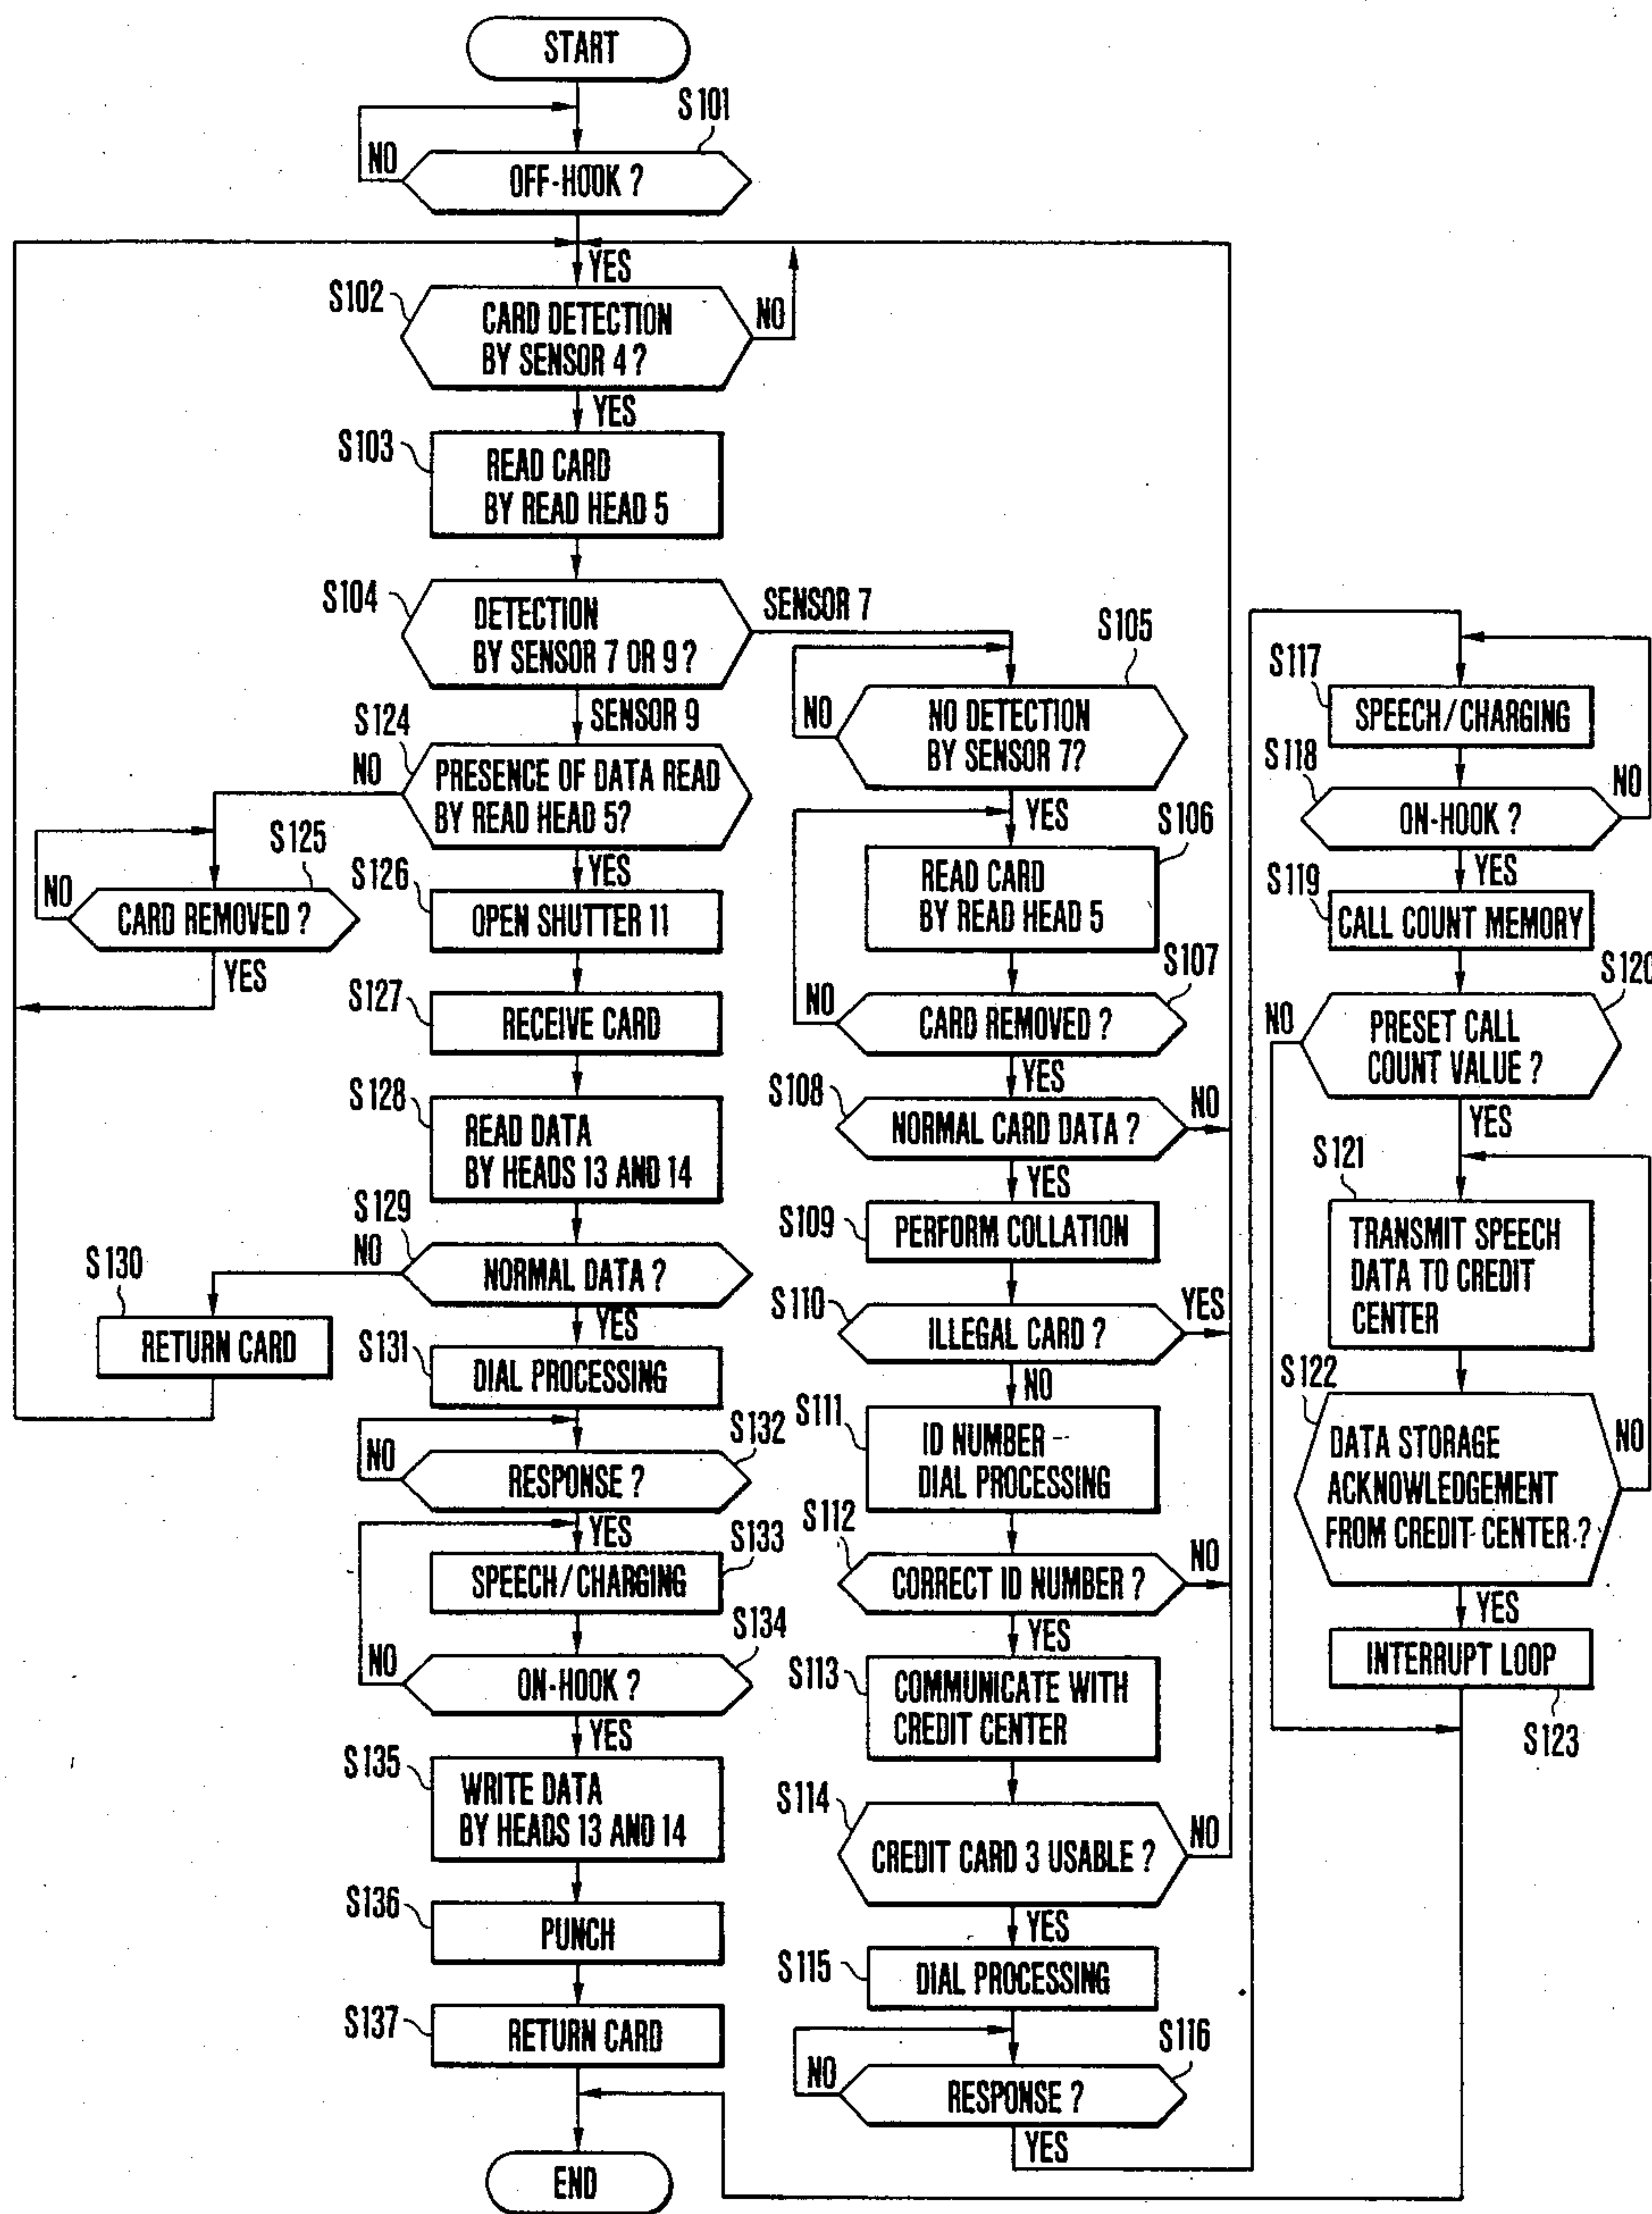 START
S101
NO
OFF-HOOK ?
YES
S102
CARD DETECTION
BY SENSOR 4 ?
NO
YES
S103
READ CARD
BY READ HEAD 5
S104
DETECTION
BY SENSOR 7 OR 9 ?
SENSOR 7
SENSOR 9
S124
NO
PRESENCE OF DATA READ
BY READ HEAD 5?
YES
S125
NO
CARD REMOVED ?
YES
S126
OPEN SHUTTER 11
S127
RECEIVE CARD
S128
READ DATA
BY HEADS 13 AND 14
S129
NO
NORMAL DATA ?
YES
S130
RETURN CARD
S131
DIAL PROCESSING
S132
NO
RESPONSE ?
YES
S133
SPEECH/CHARGING
S134
NO
ON-HOOK ?
YES
S135
WRITE DATA
BY HEADS 13 AND 14
S136
PUNCH
S137
RETURN CARD
END
S105
NO
NO DETECTION
BY SENSOR 7?
YES
S106
READ CARD
BY READ HEAD 5
S107
NO
CARD REMOVED ?
YES
S108
NORMAL CARD DATA ?
NO
YES
S109
PERFORM COLLATION
S110
ILLEGAL CARD ?
YES
NO
S111
ID NUMBER
DIAL PROCESSING
S112
CORRECT ID NUMBER ?
NO
YES
S113
COMMUNICATE WITH
CREDIT CENTER
S114
CREDIT CARD 3 USABLE ?
NO
YES
S115
DIAL PROCESSING
S116
NO
RESPONSE ?
YES
S117
SPEECH/CHARGING
S118
ON-HOOK ?
NO
YES
S119
CALL COUNT MEMORY
S120
NO
PRESET CALL
COUNT VALUE ?
YES
S121
TRANSMIT SPEECH
DATA TO CREDIT
CENTER
S122
DATA STORAGE
ACKNOWLEDGEMENT
FROM CREDIT CENTER ?
NO
YES
INTERRUPT LOOP
S123